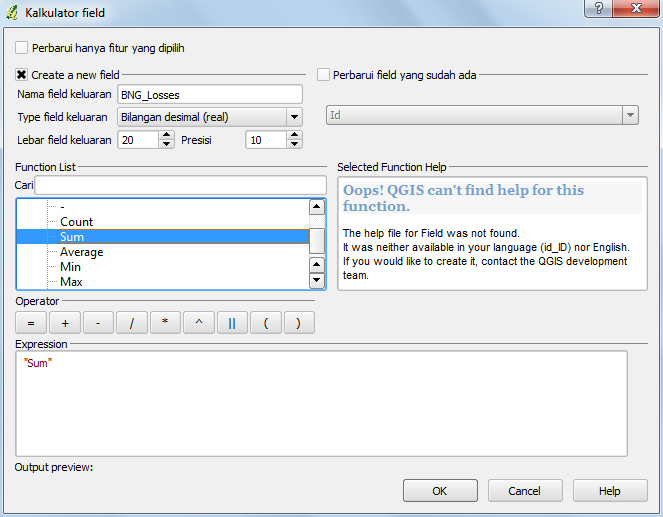 Kalkulator field
Perbarui hanya fitur yang dipilih
Create a new field
Perbarui field yang sudah ada
Nama field keluaran BNG_Losses
Type field keluaran Bilangan desimal (real)
Id
Lebar field keluaran 20 Presisi 10
Function List
Cari
-
Count
Sum
Average
Min
Max
Selected Function Help
Oops! QGIS can't find help for this
function.
The help file for Field was not found.
It was neither available in your language (id_ID) nor English.
If you would like to create it, contact the QGIS development
team.
Operator
= + - / * ^ || ( )
Expression
"Sum"
Output preview:
OK Cancel Help